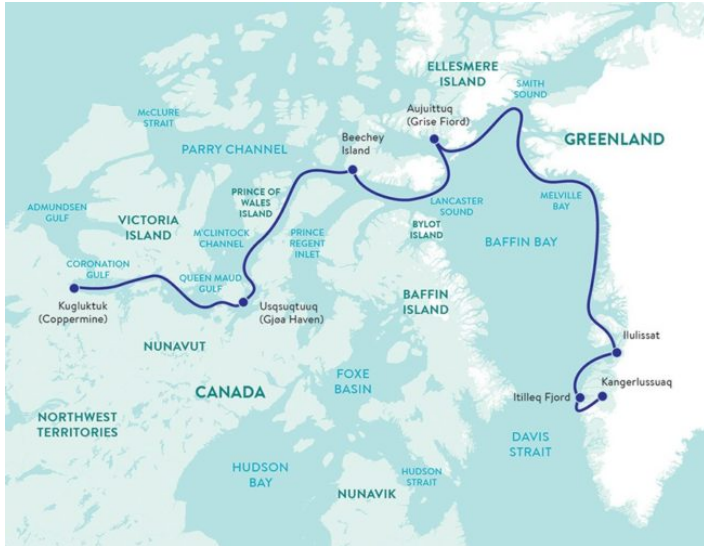 ELLESMERE
ISLAND
SMITH
SOUND
McCLURE
STRAIT
Aujuittuq
(Grise Fiord)
GREENLAND
PARRY CHANNEL
Beechey
Island
PRINCE OF
WALES
ISLAND
MELVILLE
BAY
ADMUNDSEN
GULF
VICTORIA
ISLAND
LANCASTER
SOUND
M'CLINTOCK
CHANNEL
PRINCE
REGENT
INLET
BYLOT
ISLAND
BAFFIN BAY
CORONATION
GULF
QUEEN MAUD
GULF
Kugluktuk
(Coppermine)
Usqsuqtuuq
(Gjøa Haven)
BAFFIN
ISLAND
Ilulissat
NUNAVUT
FOXE
BASIN
Kangerlussuaq
CANADA
Itilleq Fjord
NORTHWEST
TERRITORIES
DAVIS
STRAIT
HUDSON
BAY
HUDSON
STRAIT
NUNAVIK